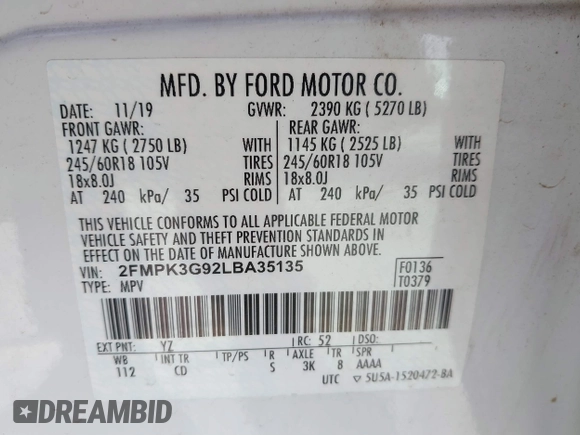 MFD. BY FORD MOTOR CO.
DATE: 11/19 GVWR: 2390 KG ( 5270 LB)
FRONT GAWR: REAR GAWR:
1247 KG ( 2750 LB) WITH 1145 KG ( 2525 LB) WITH
245/60R18 105V TIRES 245/60R18 105V TIRES
18x8.0J RIMS 18x8.0J RIMS
AT 240 kPa/ 35 PSI COLD AT 240 kPa/ 35 PSI COLD
THIS VEHICLE CONFORMS TO ALL APPLICABLE FEDERAL MOTOR
VEHICLE SAFETY AND THEFT PREVENTION STANDARDS IN
EFFECT ON THE DATE OF MANUFACTURE SHOWN ABOVE.
VIN: 2FMPK3G92LBA35135 F0136
TYPE: MPV T0379
EXT PNT: YZ RC: 52 DSO:
WB INT TR TP/PS R AXLE TR SPR
112 CD S 3K 8 AAAA
UTC ▽ 5U5A-1520472-BA
DREAMBID